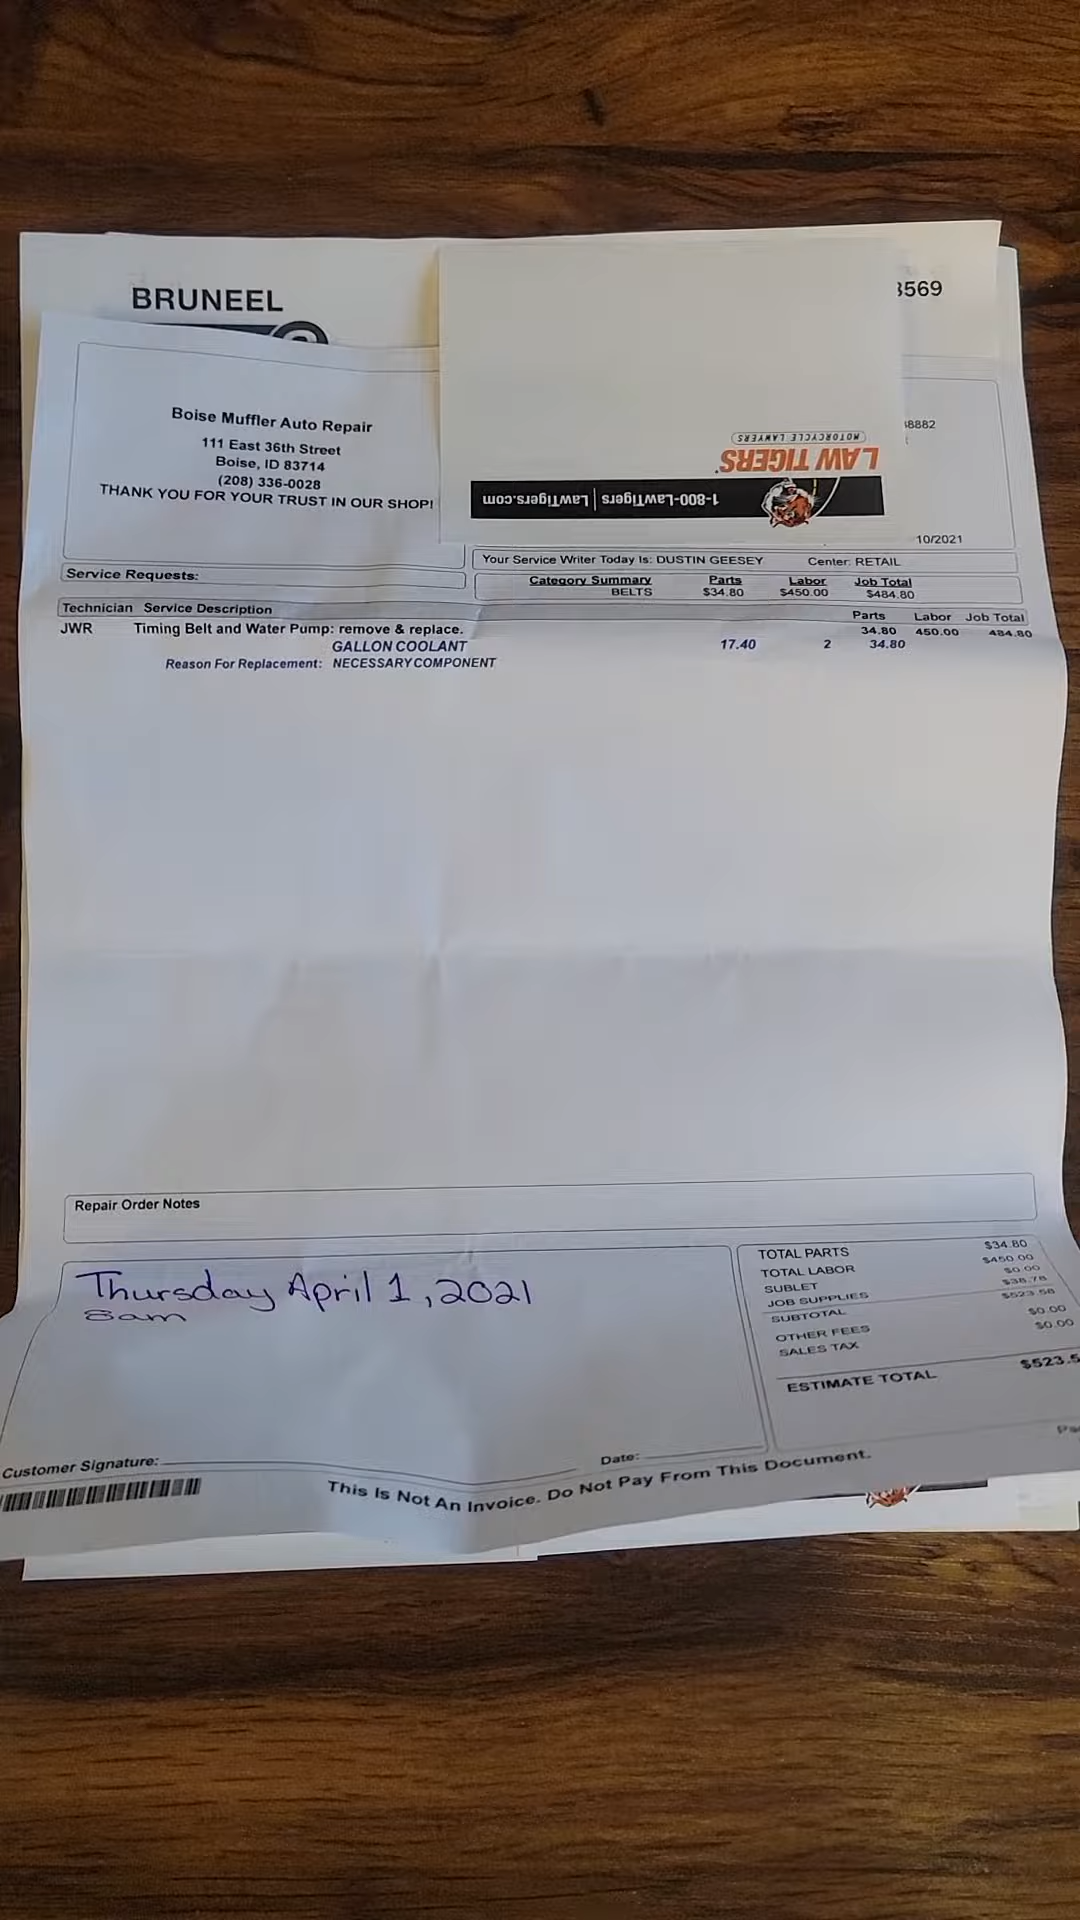 BRUNEEL
3569
Boise Muffler Auto Repair
111 East 36th Street
Boise, ID 83714
(208) 336-0028
THANK YOU FOR YOUR TRUST IN OUR SHOP!
8882
MOTORCYCLE LAWYERS
LAW TIGERS
1-800-LawTigers | LawTigers.com
10/2021
Your Service Writer Today Is: DUSTIN GEESEY Center: RETAIL
Service Requests:
Category Summary Parts Labor Job Total
BELTS $34.80 $450.00 $484.80
Technician Service Description Parts Labor Job Total
JWR Timing Belt and Water Pump: remove & replace. 34.80 450.00 484.80
GALLON COOLANT 17.40 2 34.80
Reason For Replacement: NECESSARY COMPONENT
Repair Order Notes
Thursday April 1, 2021
8am
TOTAL PARTS $34.80
TOTAL LABOR $450.00
SUBLET $0.00
JOB SUPPLIES $38.78
SUBTOTAL $523.58
OTHER FEES $0.00
SALES TAX $0.00
ESTIMATE TOTAL $523.5
Customer Signature: Date:
This Is Not An Invoice. Do Not Pay From This Document.